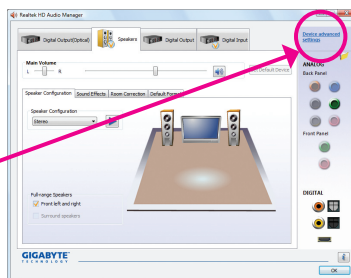 Realtek HD Audio Manager
Digital Output(Optical)
Speakers
Digital Output
Digital Input
Device advanced
settings
Main Volume
L
R
Set Default Device
ANALOG
Back Panel
Speaker Configuration
Sound Effects
Room Correction
Default Format
Speaker Configuration
Stereo
Front Panel
Full-range Speakers
Front left and right
Surround speakers
DIGITAL
GIGABYTE
TECHNOLOGY
OK